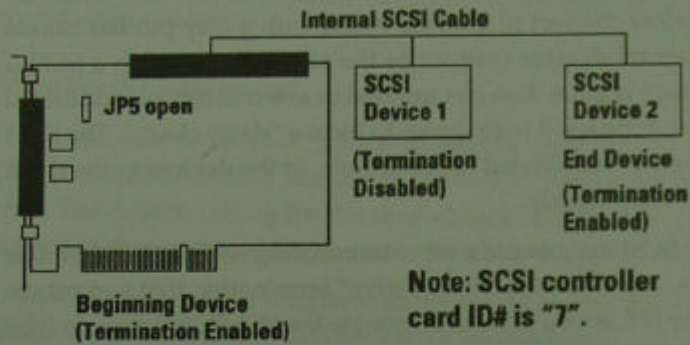 Internal SCSI Cable
JP5 open
SCSI
Device 1
(Termination
Disabled)
SCSI
Device 2
End Device
(Termination
Enabled)
Beginning Device
(Termination Enabled)
Note: SCSI controller
card ID# is "7".